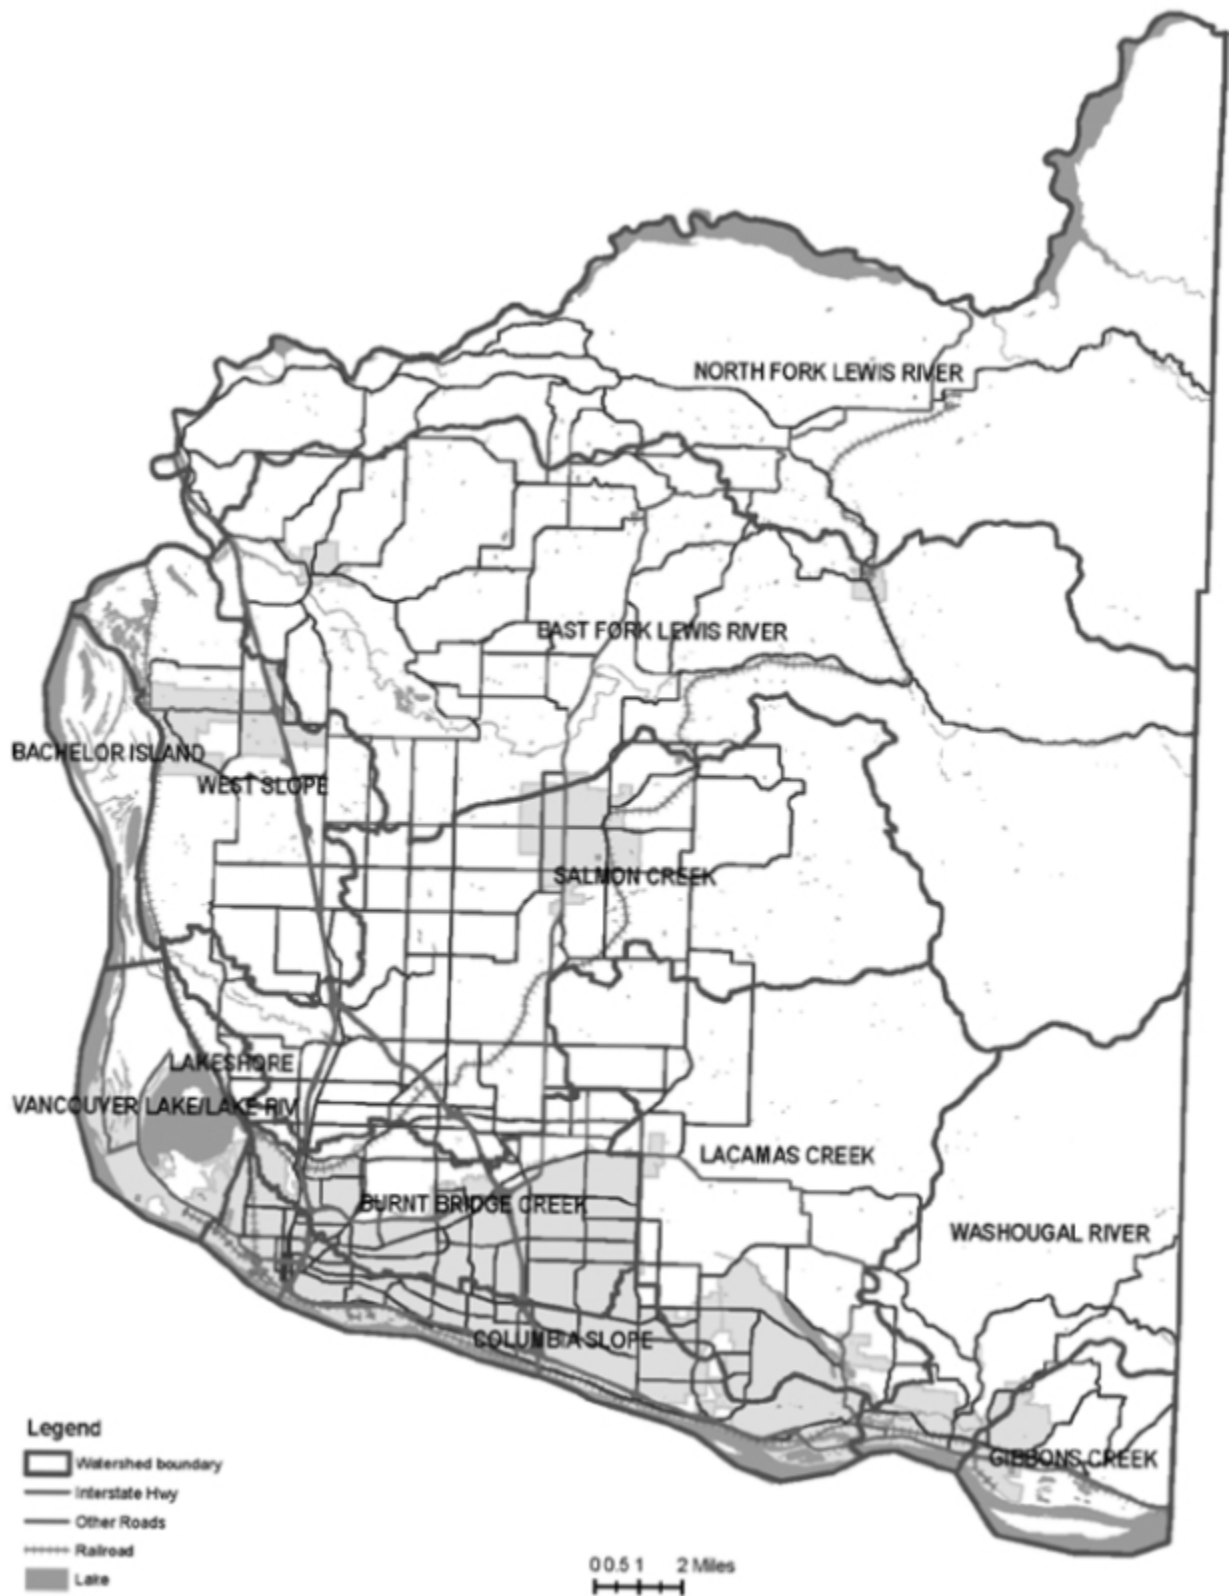 NORTH FORK LEWIS RIVER
EAST FORK LEWIS RIVER
BACHELOR ISLAND
WEST SLOPE
SALMON CREEK
LAKESHORE
VANCOUVER LAKE/LAKE RIV
LACAMAS CREEK
BURNT BRIDGE CREEK
WASHOUGAL RIVER
COLUMBIA SLOPE
GIBBONS CREEK
Legend
Watershed boundary
Interstate Hwy
Other Roads
Railroad
Lake
0 0.5 1 2 Miles